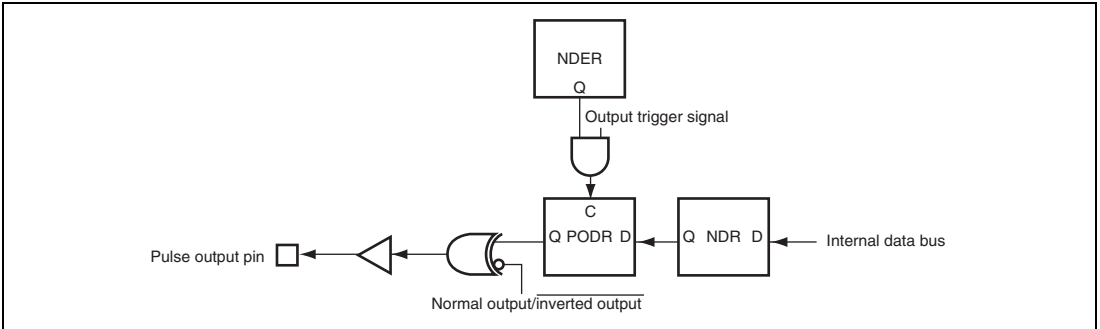 NDER
Q
Output trigger signal
C
Q PODR D
Q NDR D
Internal data bus
Pulse output pin
Normal output/inverted output